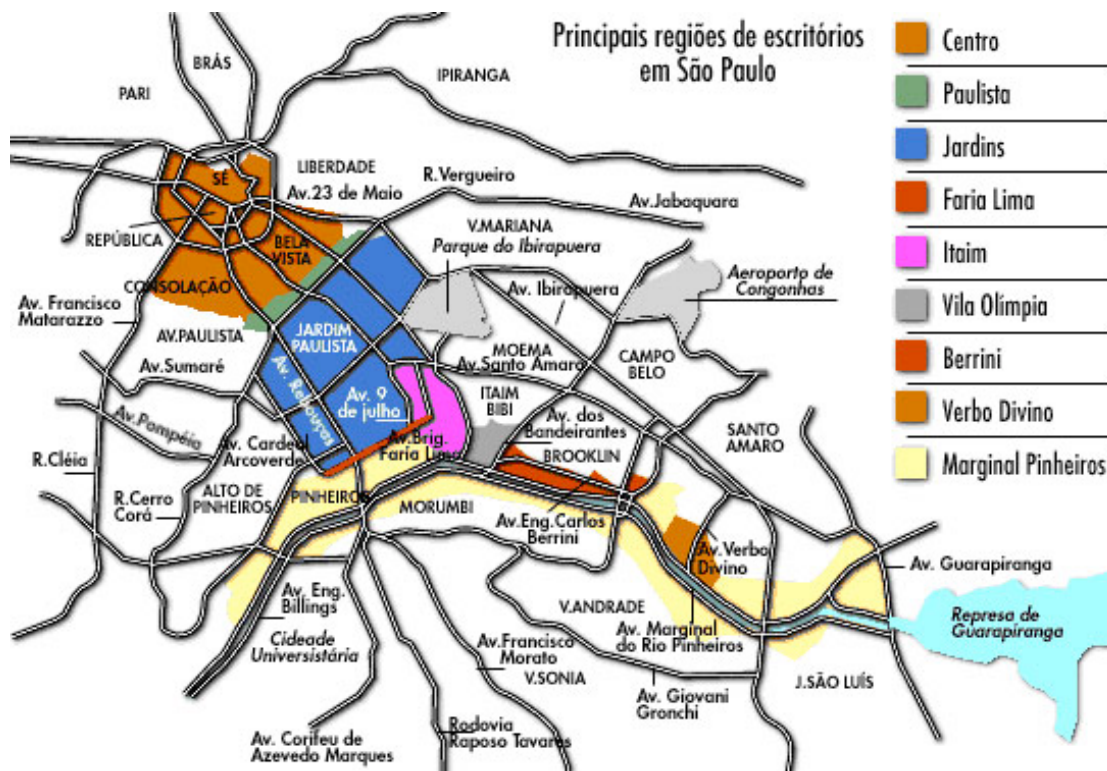 Principais regiões de escritórios
em São Paulo
Centro
Paulista
Jardins
Faria Lima
Itaim
Vila Olímpia
Berrini
Verbo Divino
Marginal Pinheiros
BRÁS
PARI
IPIRANGA
SÉ
LIBERDADE
Av.23 de Maio
R.Vergueiro
Av.Jabaquara
REPÚBLICA
BELA
VISTA
V.MARIANA
Parque do Ibirapuera
Aeroporto de
Congonhas
CONSOLAÇÃO
Av. Francisco
Matarazzo
Av. Ibirapuera
AV.PAULISTA
JARDIM
PAULISTA
MOEMA
Av.Santo Amaro
CAMPO
BELO
Av.Sumaré
Av. Rebouças
Av. 9
de julho
ITAIM
BIBI
Av. dos
Bandeirantes
SANTO
AMARO
Av.Pompéia
Av. Cardeal
Arcoverde
Av.Brig.
Faria Lima
BROOKLIN
R.Cléia
R.Cerro
Corá
ALTO DE
PINHEIROS
PINHEIROS
MORUMBI
Av.Eng.Carlos
Berrini
Av.Verbo
Divino
Av. Guarapiranga
Av. Eng.
Billings
V.ANDRADE
Av. Marginal
do Rio Pinheiros
Represa de
Guarapiranga
Cideade
Universistária
Av.Francisco
Morato
V.SONIA
Av. Giovani
Gronchi
J.SÃO LUÍS
Av. Corifeu de
Azevedo Marques
Rodovia
Raposo Tavares